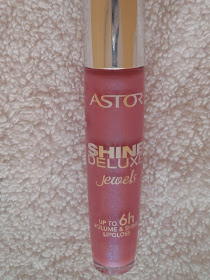 ASTOR
SHINE
DELUXE
Jewels
UP TO 6h
VOLUME & SHINE
LIPGLOSS